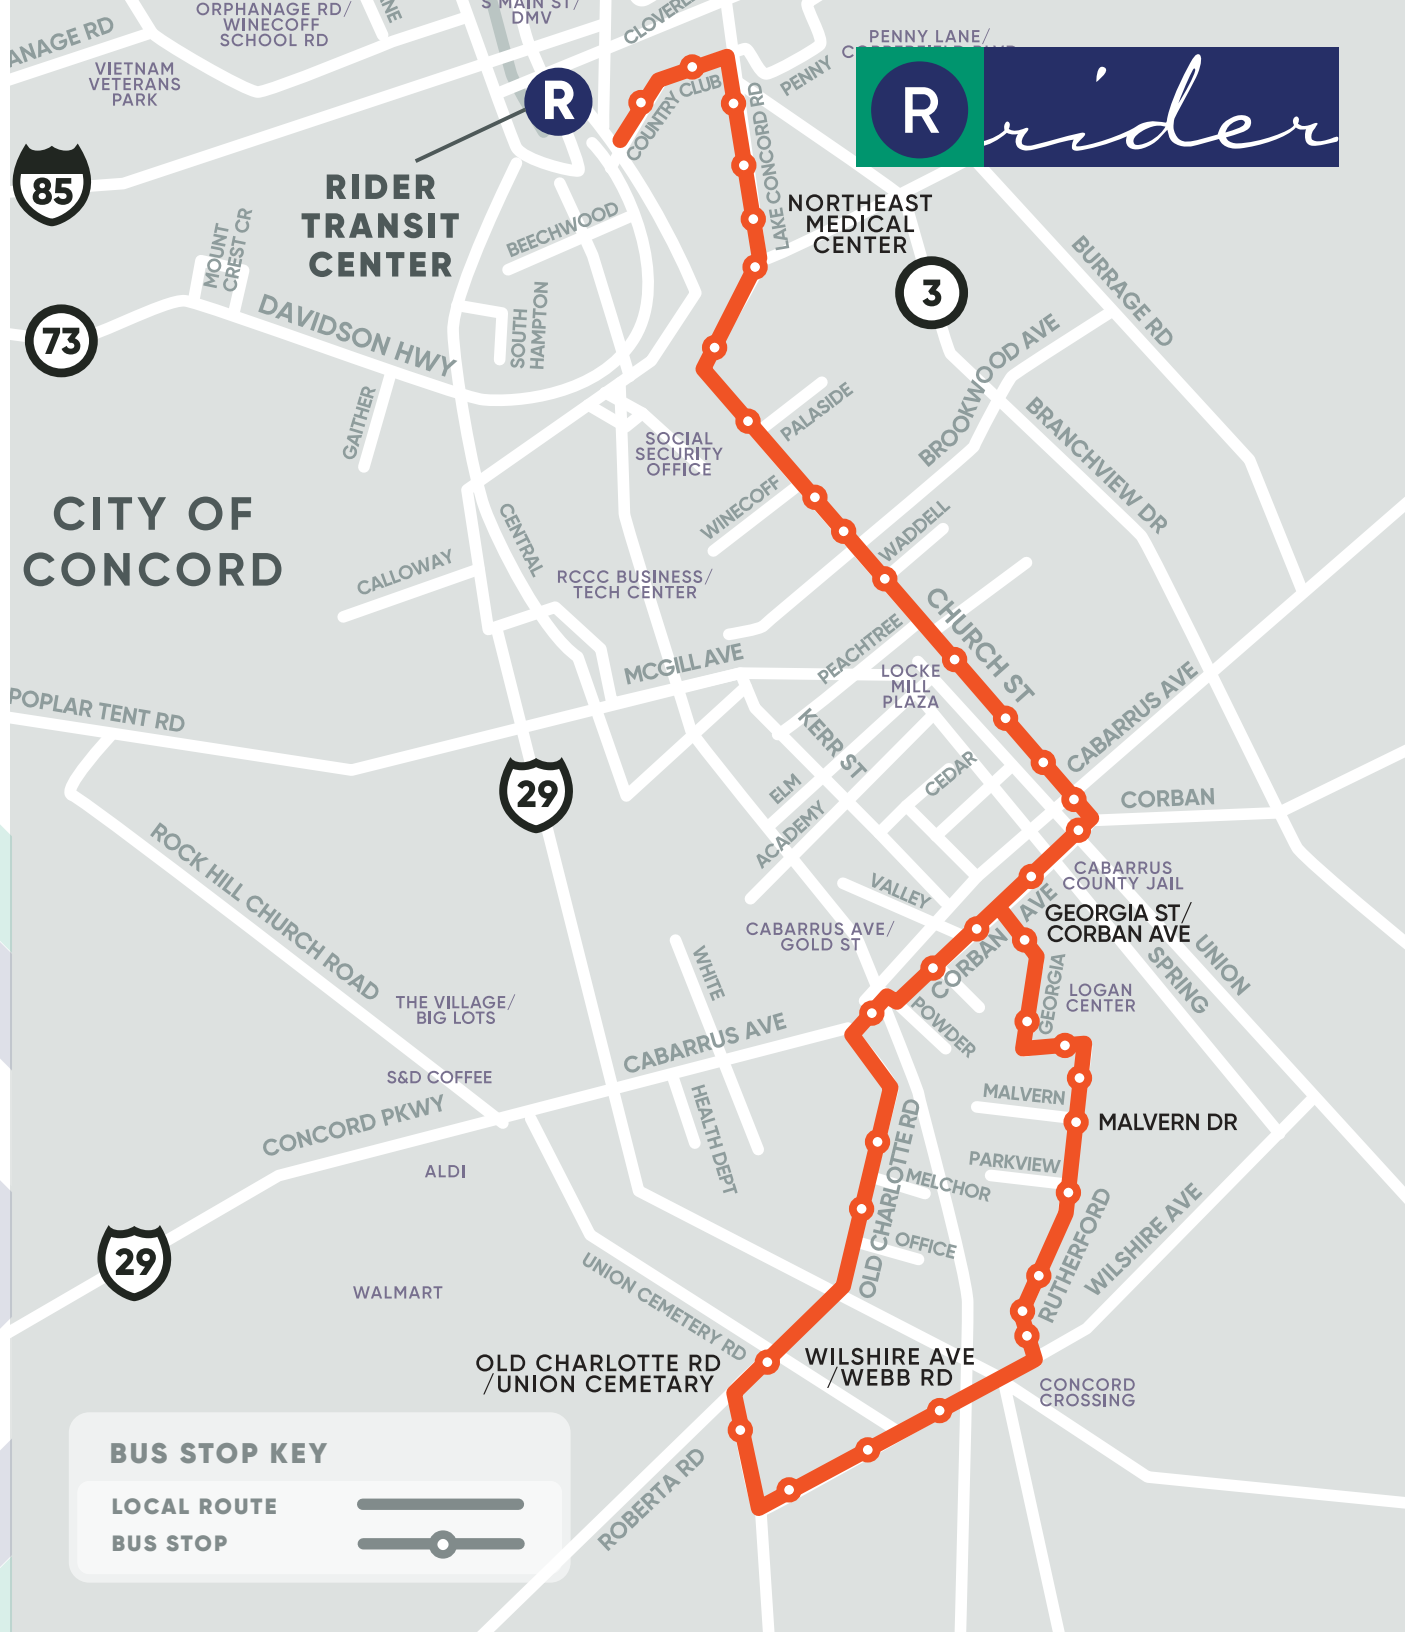 ORPHANAGE RD/
WINECOFF
SCHOOL RD
S MAIN ST/
DMV
PENNY LANE/
VIETNAM
VETERANS
PARK
PENNY
COUNTRY CLUB
LAKE CONCORD RD
R
R rider
85
RIDER
TRANSIT
CENTER
NORTHEAST
MEDICAL
CENTER
BEECHWOOD
MOUNT
CREST CR
SOUTH
HAMPTON
DAVIDSON HWY
73
3
BURRAGE RD
BROOKWOOD AVE
BRANCHVIEW DR
GAITHER
PALASIDE
SOCIAL
SECURITY
OFFICE
WINECOFF
WADDELL
CITY OF
CONCORD
CENTRAL
CALLOWAY
RCCC BUSINESS/
TECH CENTER
CHURCH ST
PEACHTREE
MCGILL AVE
LOCKE
MILL
PLAZA
POPLAR TENT RD
KERR ST
CABARRUS AVE
CEDAR
ELM
29
CORBAN
ACADEMY
ROCK HILL CHURCH ROAD
VALLEY
CABARRUS
COUNTY JAIL
GEORGIA ST/
CORBAN AVE
CABARRUS AVE/
GOLD ST
CORBAN AVE
UNION
SPRING
WHITE
GEORGIA
LOGAN
CENTER
THE VILLAGE/
BIG LOTS
POWDER
CABARRUS AVE
S&D COFFEE
CONCORD PKWY
HEALTH DEPT
MALVERN
MALVERN DR
OLD CHARLOTTE RD
PARKVIEW
MELCHOR
ALDI
RUTHERFORD
WILSHIRE AVE
OFFICE
29
UNION CEMETERY RD
WALMART
OLD CHARLOTTE RD
/UNION CEMETARY
WILSHIRE AVE
/WEBB RD
CONCORD
CROSSING
ROBERTA RD
BUS STOP KEY
LOCAL ROUTE
BUS STOP